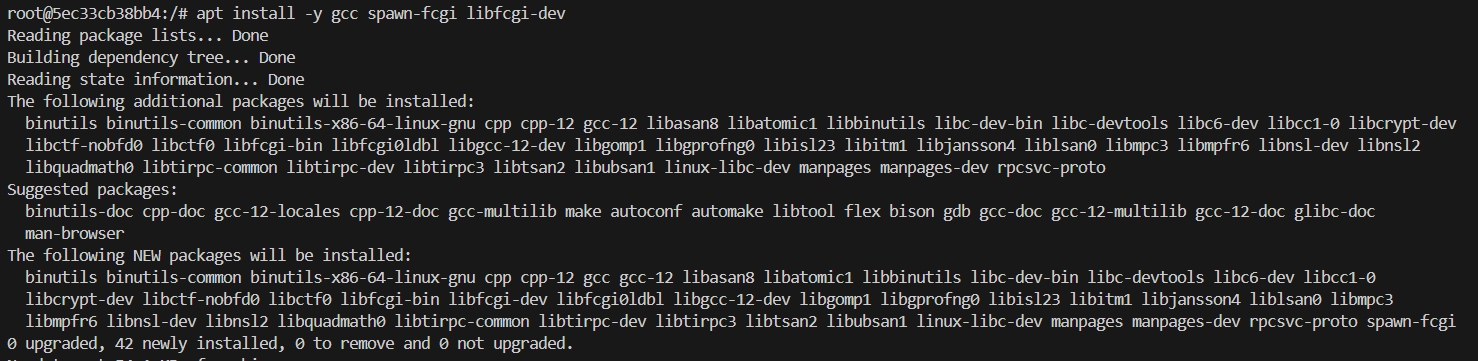 root@5ec33cb38bb4:/# apt install -y gcc spawn-fcgi libfcgi-dev
Reading package lists... Done
Building dependency tree... Done
Reading state information... Done
The following additional packages will be installed:
  binutils binutils-common binutils-x86-64-linux-gnu cpp cpp-12 gcc-12 libasan8 libatomic1 libbinutils libc-dev-bin libc-devtools libc6-dev libcc1-0 libcrypt-dev
  libctf-nobfd0 libctf0 libfcgi-bin libfcgi0ldbl libgcc-12-dev libgomp1 libgprofng0 libisl23 libitm1 libjansson4 liblsan0 libmpc3 libmpfr6 libnsl-dev libnsl2
  libquadmath0 libtirpc-common libtirpc-dev libtirpc3 libtsan2 libubsan1 linux-libc-dev manpages manpages-dev rpcsvc-proto
Suggested packages:
  binutils-doc cpp-doc gcc-12-locales cpp-12-doc gcc-multilib make autoconf automake libtool flex bison gdb gcc-doc gcc-12-multilib gcc-12-doc glibc-doc
  man-browser
The following NEW packages will be installed:
  binutils binutils-common binutils-x86-64-linux-gnu cpp cpp-12 gcc gcc-12 libasan8 libatomic1 libbinutils libc-dev-bin libc-devtools libc6-dev libcc1-0
  libcrypt-dev libctf-nobfd0 libctf0 libfcgi-bin libfcgi-dev libfcgi0ldbl libgcc-12-dev libgomp1 libgprofng0 libisl23 libitm1 libjansson4 liblsan0 libmpc3
  libmpfr6 libnsl-dev libnsl2 libquadmath0 libtirpc-common libtirpc-dev libtirpc3 libtsan2 libubsan1 linux-libc-dev manpages manpages-dev rpcsvc-proto spawn-fcgi
0 upgraded, 42 newly installed, 0 to remove and 0 not upgraded.